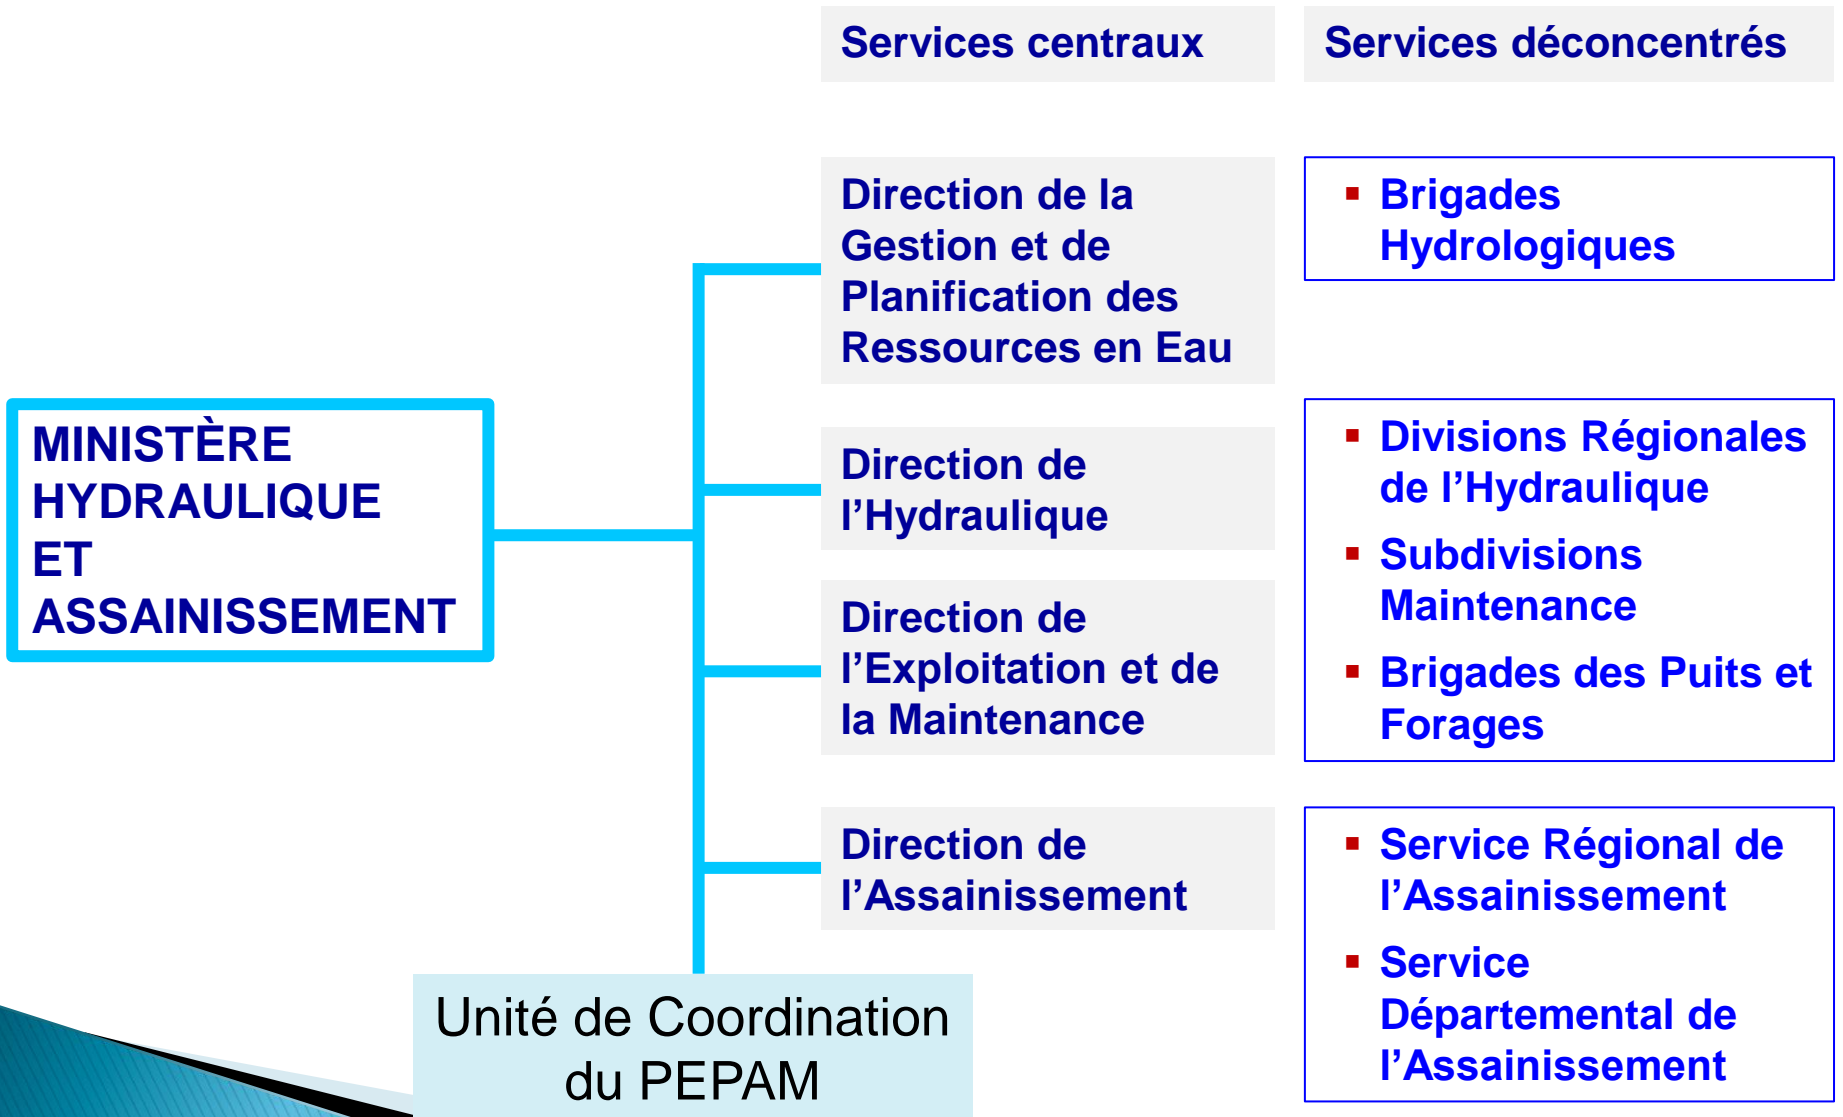 Services centraux
Services déconcentrés
MINISTÈRE
HYDRAULIQUE
ET
ASSAINISSEMENT
Direction de la
Gestion et de
Planification des
Ressources en Eau
▪ Brigades
Hydrologiques
Direction de
l’Hydraulique
Direction de
l’Exploitation et de
la Maintenance
▪ Divisions Régionales
de l’Hydraulique
▪ Subdivisions
Maintenance
▪ Brigades des Puits et
Forages
Direction de
l’Assainissement
▪ Service Régional de
l’Assainissement
▪ Service
Départemental de
l’Assainissement
Unité de Coordination
du PEPAM